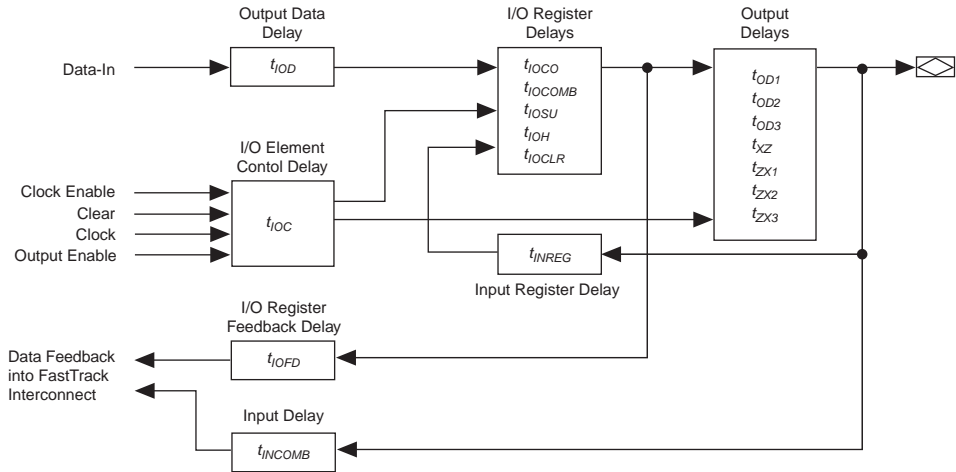 Output Data
Delay
I/O Register
Delays
Output
Delays
Data-In
tIOD
tIOCO
tIOCOMB
tIOSU
tIOH
tIOCLR
tOD1
tOD2
tOD3
tXZ
tZX1
tZX2
tZX3
I/O Element
Contol Delay
Clock Enable
Clear
Clock
Output Enable
tIOC
tINREG
Input Register Delay
I/O Register
Feedback Delay
Data Feedback
into FastTrack
Interconnect
tIOFD
Input Delay
tINCOMB